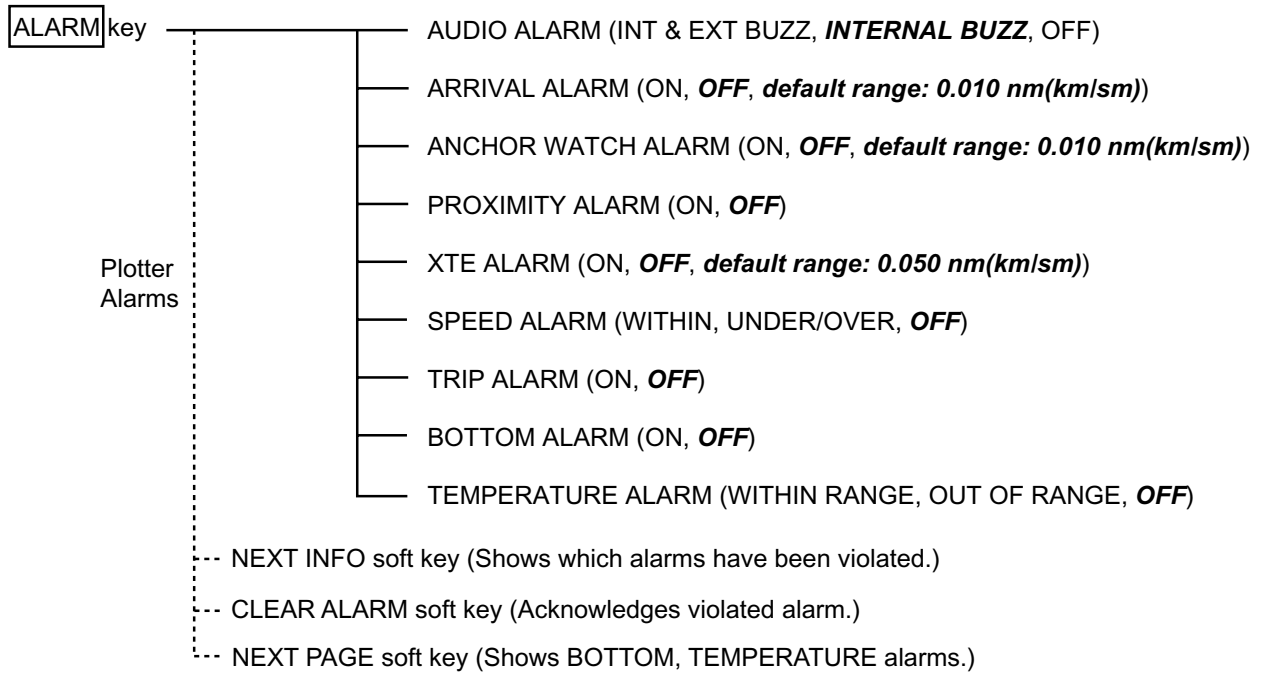 ALARM key
AUDIO ALARM (INT & EXT BUZZ, INTERNAL BUZZ, OFF)
ARRIVAL ALARM (ON, OFF, default range: 0.010 nm(km/sm))
ANCHOR WATCH ALARM (ON, OFF, default range: 0.010 nm(km/sm))
PROXIMITY ALARM (ON, OFF)
XTE ALARM (ON, OFF, default range: 0.050 nm(km/sm))
SPEED ALARM (WITHIN, UNDER/OVER, OFF)
TRIP ALARM (ON, OFF)
BOTTOM ALARM (ON, OFF)
TEMPERATURE ALARM (WITHIN RANGE, OUT OF RANGE, OFF)
Plotter
Alarms
NEXT INFO soft key (Shows which alarms have been violated.)
CLEAR ALARM soft key (Acknowledges violated alarm.)
NEXT PAGE soft key (Shows BOTTOM, TEMPERATURE alarms.)